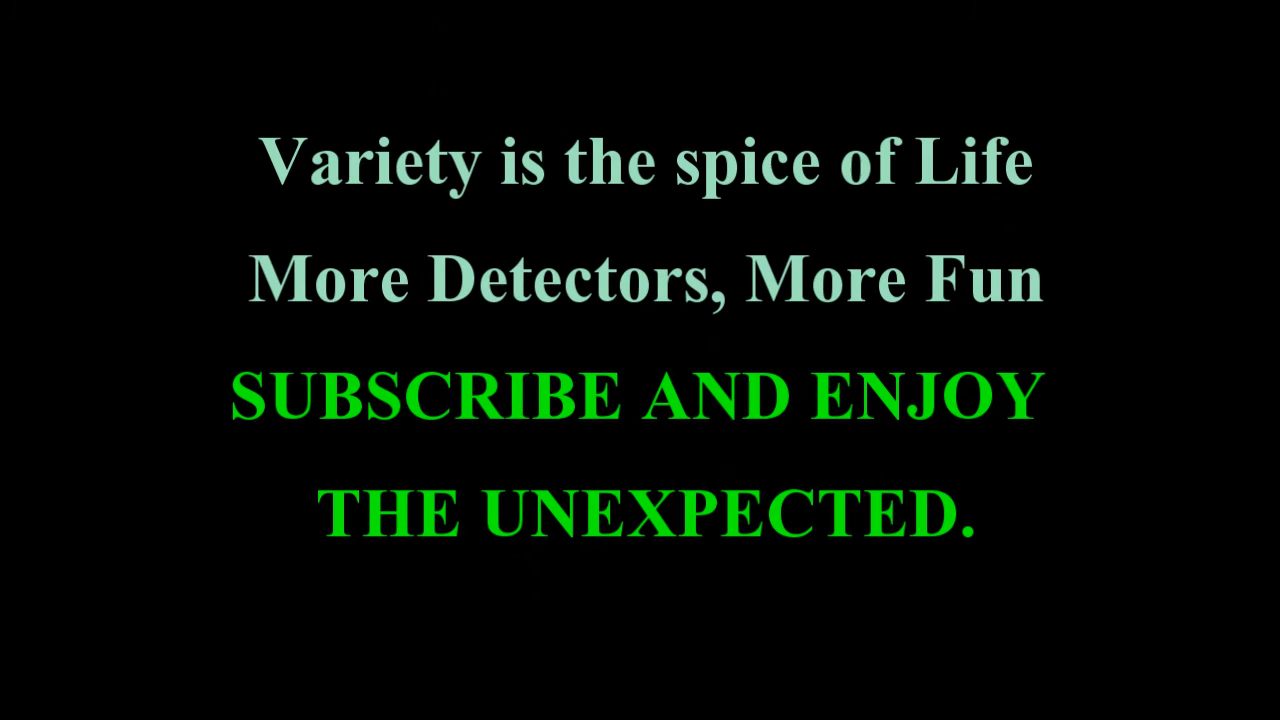 Variety is the spice of Life
More Detectors, More Fun
SUBSCRIBE AND ENJOY
THE UNEXPECTED.